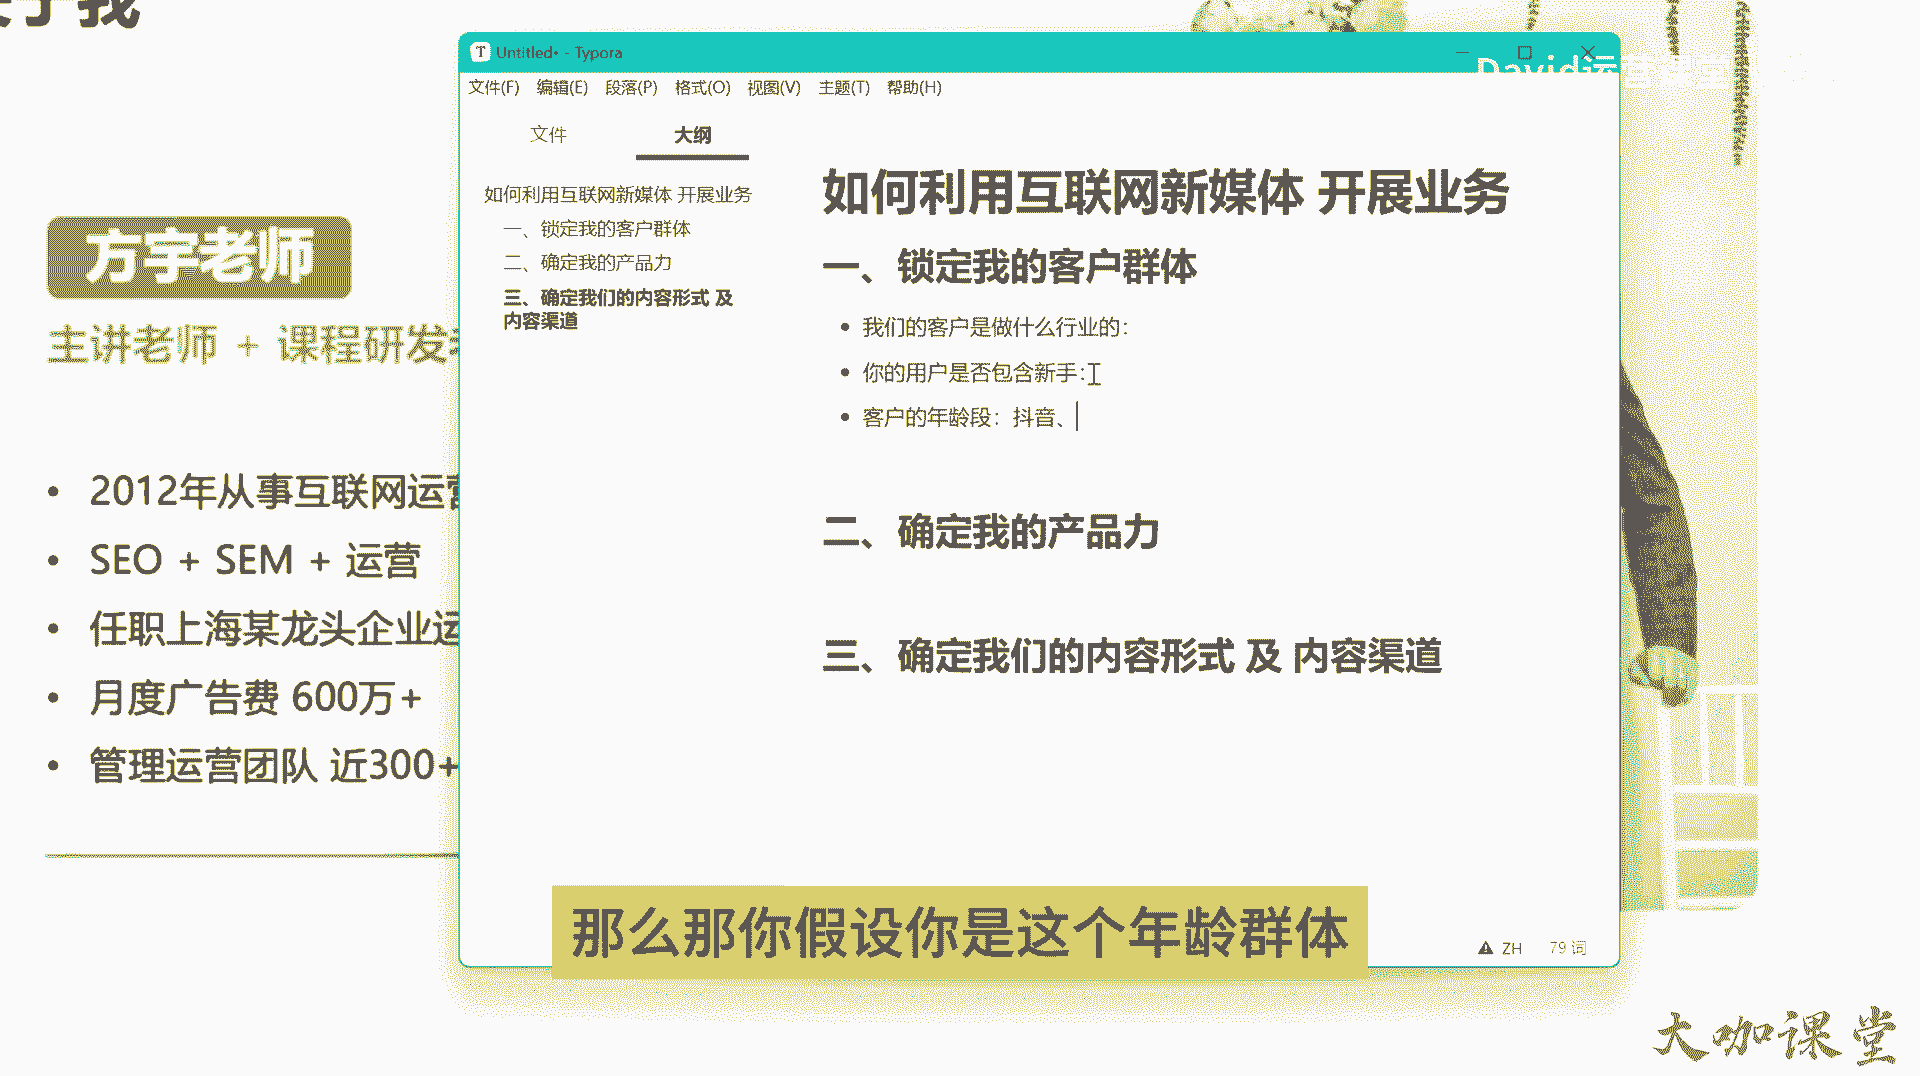 于我
Untitled• - Typora
David运营
文件(F) 编辑(E) 段落(P) 格式(O) 视图(V) 主题(T) 帮助(H)
文件 大纲
如何利用互联网新媒体 开展业务
一、锁定我的客户群体
二、确定我的产品力
三、确定我们的内容形式 及
内容渠道
如何利用互联网新媒体 开展业务
一、锁定我的客户群体
• 我们的客户是做什么行业的:
• 你的用户是否包含新手:
• 客户的年龄段：抖音、
二、确定我的产品力
三、确定我们的内容形式 及 内容渠道
方宇老师
主讲老师 + 课程研发
• 2012年从事互联网运营
• SEO + SEM + 运营
• 任职上海某龙头企业运
• 月度广告费 600万+
• 管理运营团队 近300+
那么那你假设你是这个年龄群体
ZH 79 词
大咖课堂